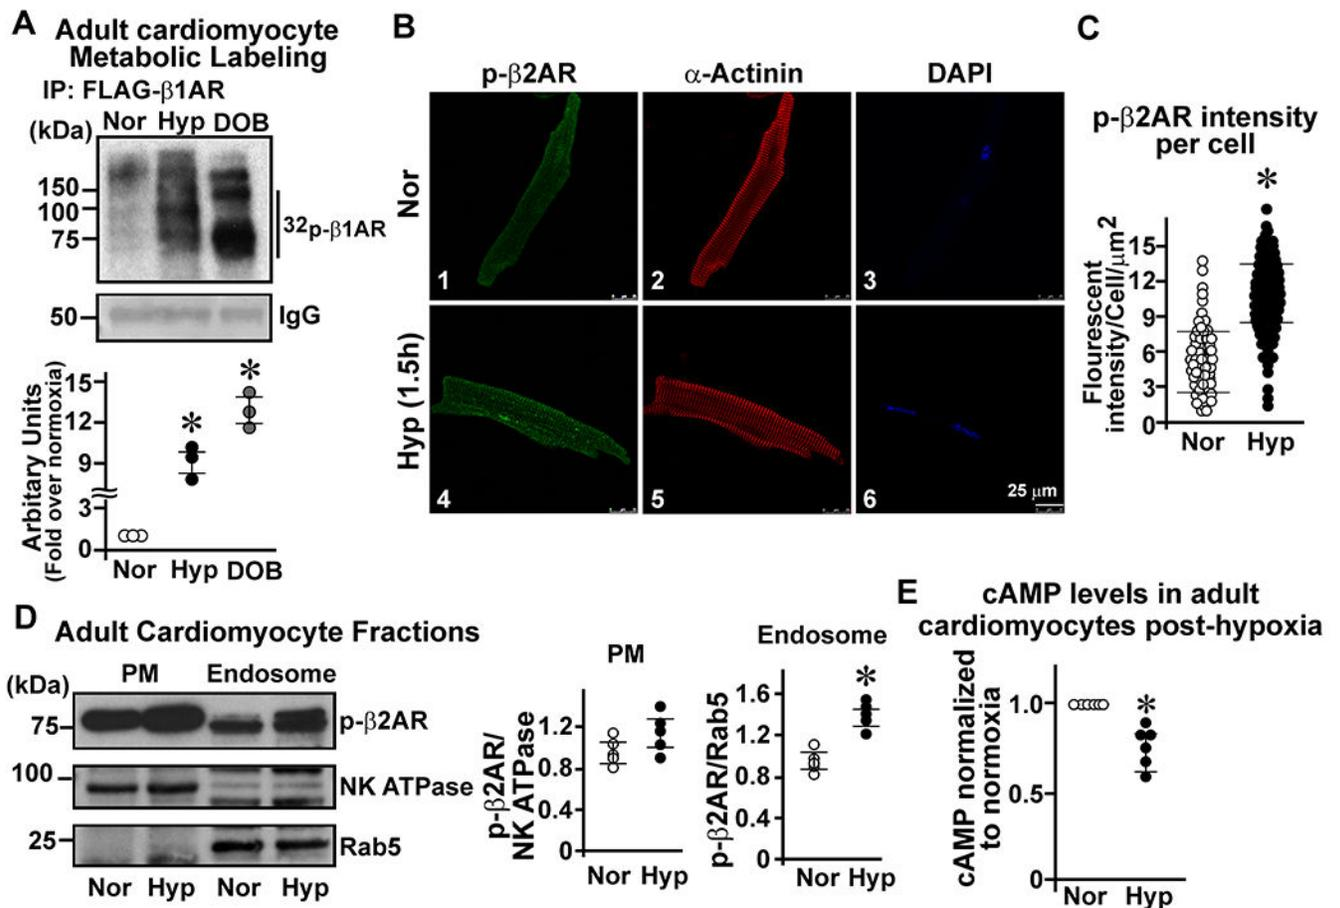 A
Adult cardiomyocyte
Metabolic Labeling
IP: FLAG-β1AR
(kDa) Nor Hyp DOB
150
100
75
32p-β1AR
50
IgG
Arbitary Units
(Fold over normoxia)
15
12
9
3
0
*
*
Nor Hyp DOB
B
p-β2AR
α-Actinin
DAPI
Nor
1
2
3
Hyp (1.5h)
4
5
6
25 μm
C
p-β2AR intensity
per cell
*
Flourescent
intensity/Cell/μm2
15
12
9
6
3
0
Nor Hyp
D
Adult Cardiomyocyte Fractions
PM Endosome
(kDa)
75
p-β2AR
100
NK ATPase
25
Rab5
Nor Hyp Nor Hyp
PM
p-β2AR/
NK ATPase
1.2
0.8
0.4
0
Nor Hyp
Endosome
*
p-β2AR/Rab5
1.6
1.2
0.8
0.4
0
Nor Hyp
E
cAMP levels in adult
cardiomyocytes post-hypoxia
cAMP normalized
to normoxia
1.0
0.5
0
*
Nor Hyp